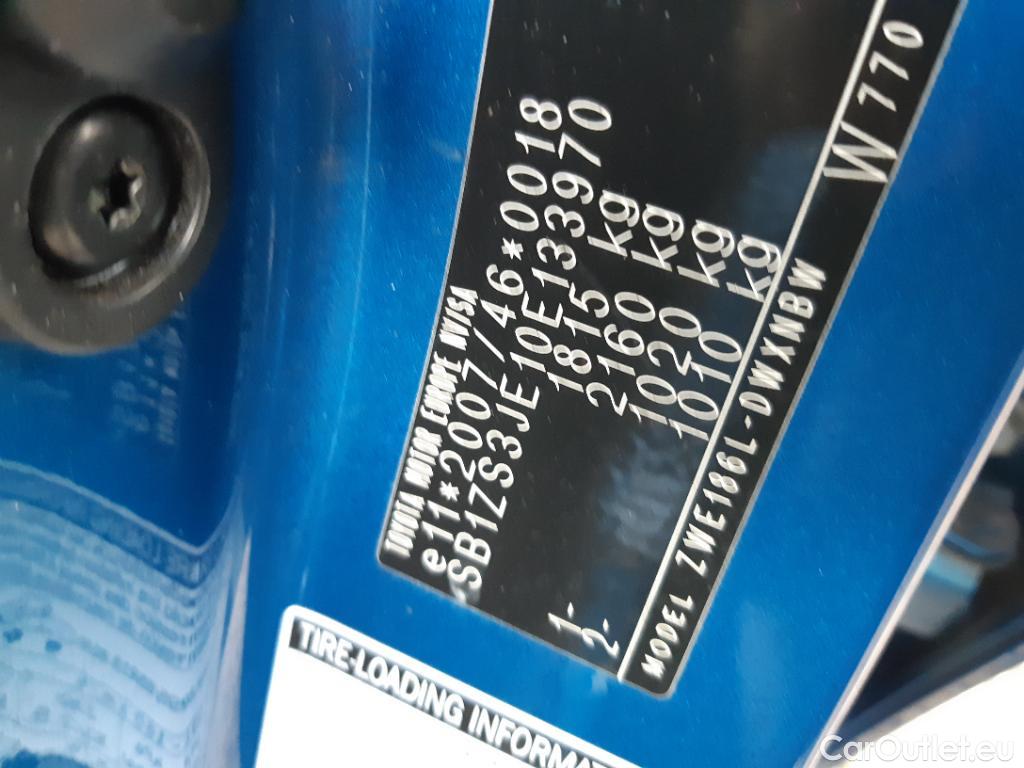 TOYOTA MOTOR EUROPE NV/SA
e11*2007/46*0018
SB1ZS3JE10E133970
1815 kg
2160 kg
1- 1020 kg
2- 1010 kg
MODEL ZWE186L-DWXNBW
W770
TIRE-LOADING INFORMAT
CarOutlet.eu